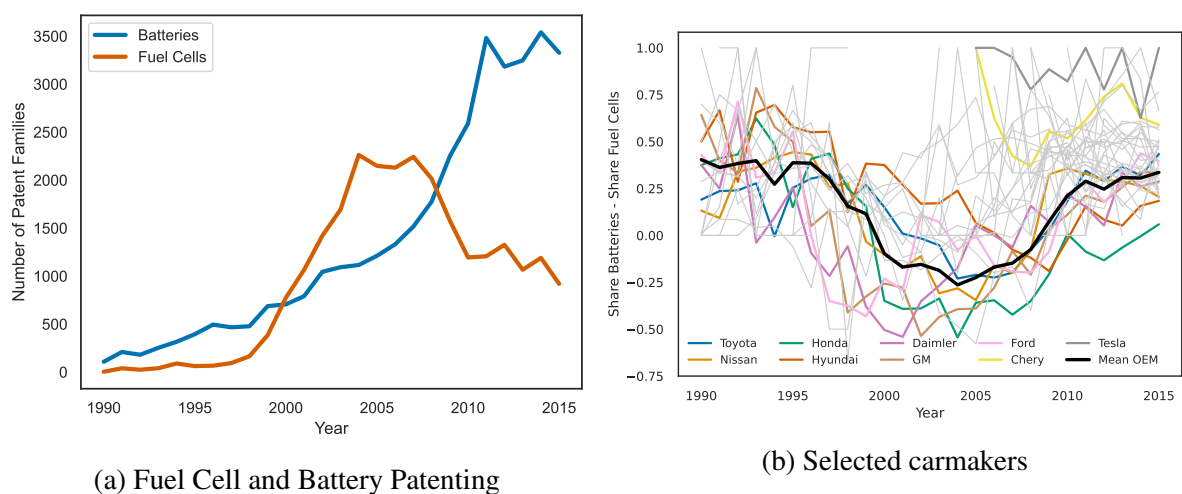 Batteries
Fuel Cells
Number of Patent Families
3500
3000
2500
2000
1500
1000
500
0
1990 1995 2000 2005 2010 2015
Year
(a) Fuel Cell and Battery Patenting
Share Batteries - Share Fuel Cells
1.00
0.75
0.50
0.25
0.00
−0.25
−0.50
−0.75
Toyota Honda Daimler Ford Tesla
Nissan Hyundai GM Chery Mean OEM
1990 1995 2000 2005 2010 2015
Year
(b) Selected carmakers